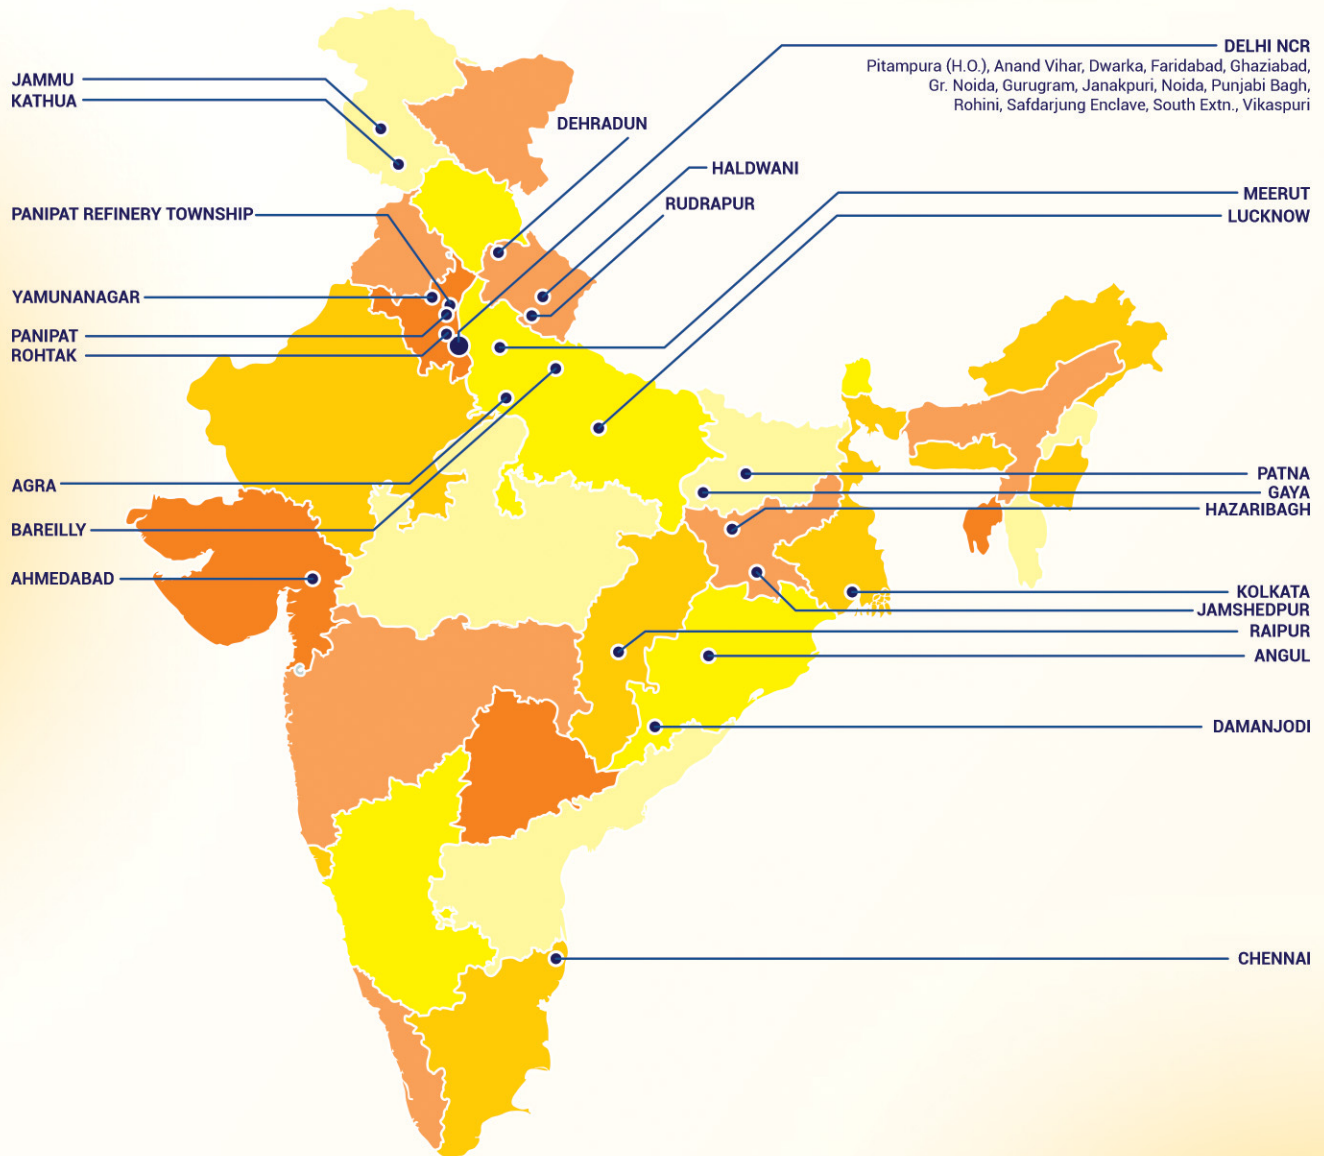 DELHI NCR
Pitampura (H.O.), Anand Vihar, Dwarka, Faridabad, Ghaziabad,
Gr. Noida, Gurugram, Janakpuri, Noida, Punjabi Bagh,
Rohini, Safdarjung Enclave, South Extn., Vikaspuri
JAMMU
KATHUA
DEHRADUN
HALDWANI
RUDRAPUR
MEERUT
LUCKNOW
PANIPAT REFINERY TOWNSHIP
YAMUNANAGAR
PANIPAT
ROHTAK
AGRA
BAREILLY
AHMEDABAD
PATNA
GAYA
HAZARIBAGH
KOLKATA
JAMSHEDPUR
RAIPUR
ANGUL
DAMANJODI
CHENNAI